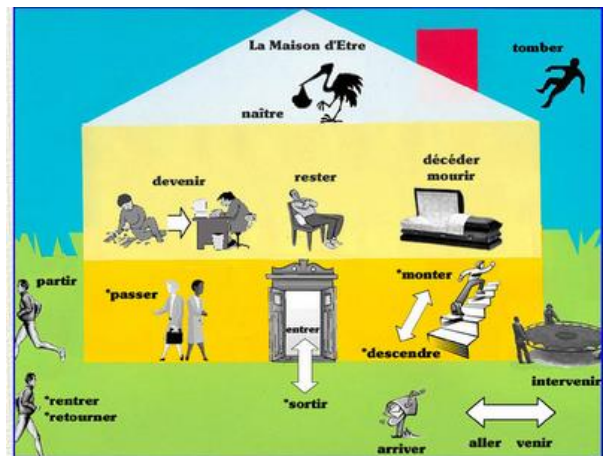 La Maison d'Etre
tomber
naître
devenir
rester
décéder
mourir
partir
*passer
*monter
entrer
*descendre
*rentrer
*retourner
*sortir
intervenir
arriver
aller venir